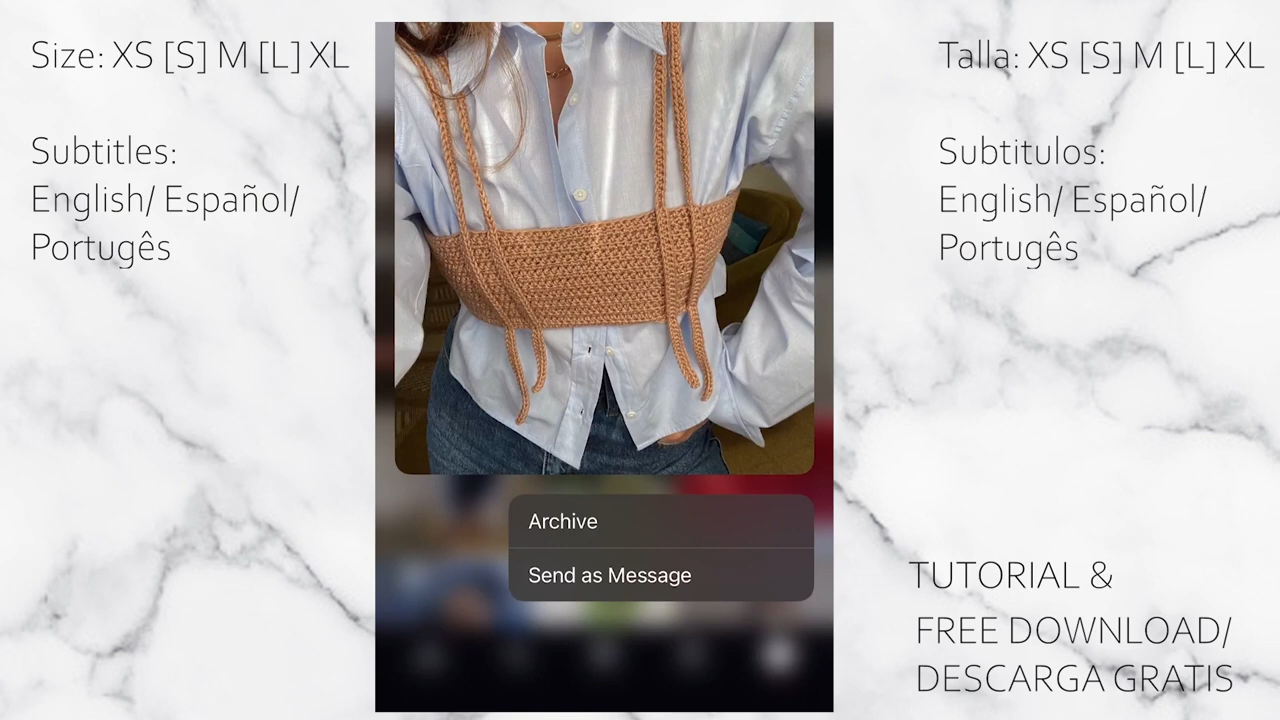 Size: XS [S] M [L] XL
Subtitles:
English/ Español/
Portugês
Archive
Send as Message
Talla: XS [S] M [L] XL
Subtitulos:
English/ Español/
Portugês
TUTORIAL &
FREE DOWNLOAD/
DESCARGA GRATIS